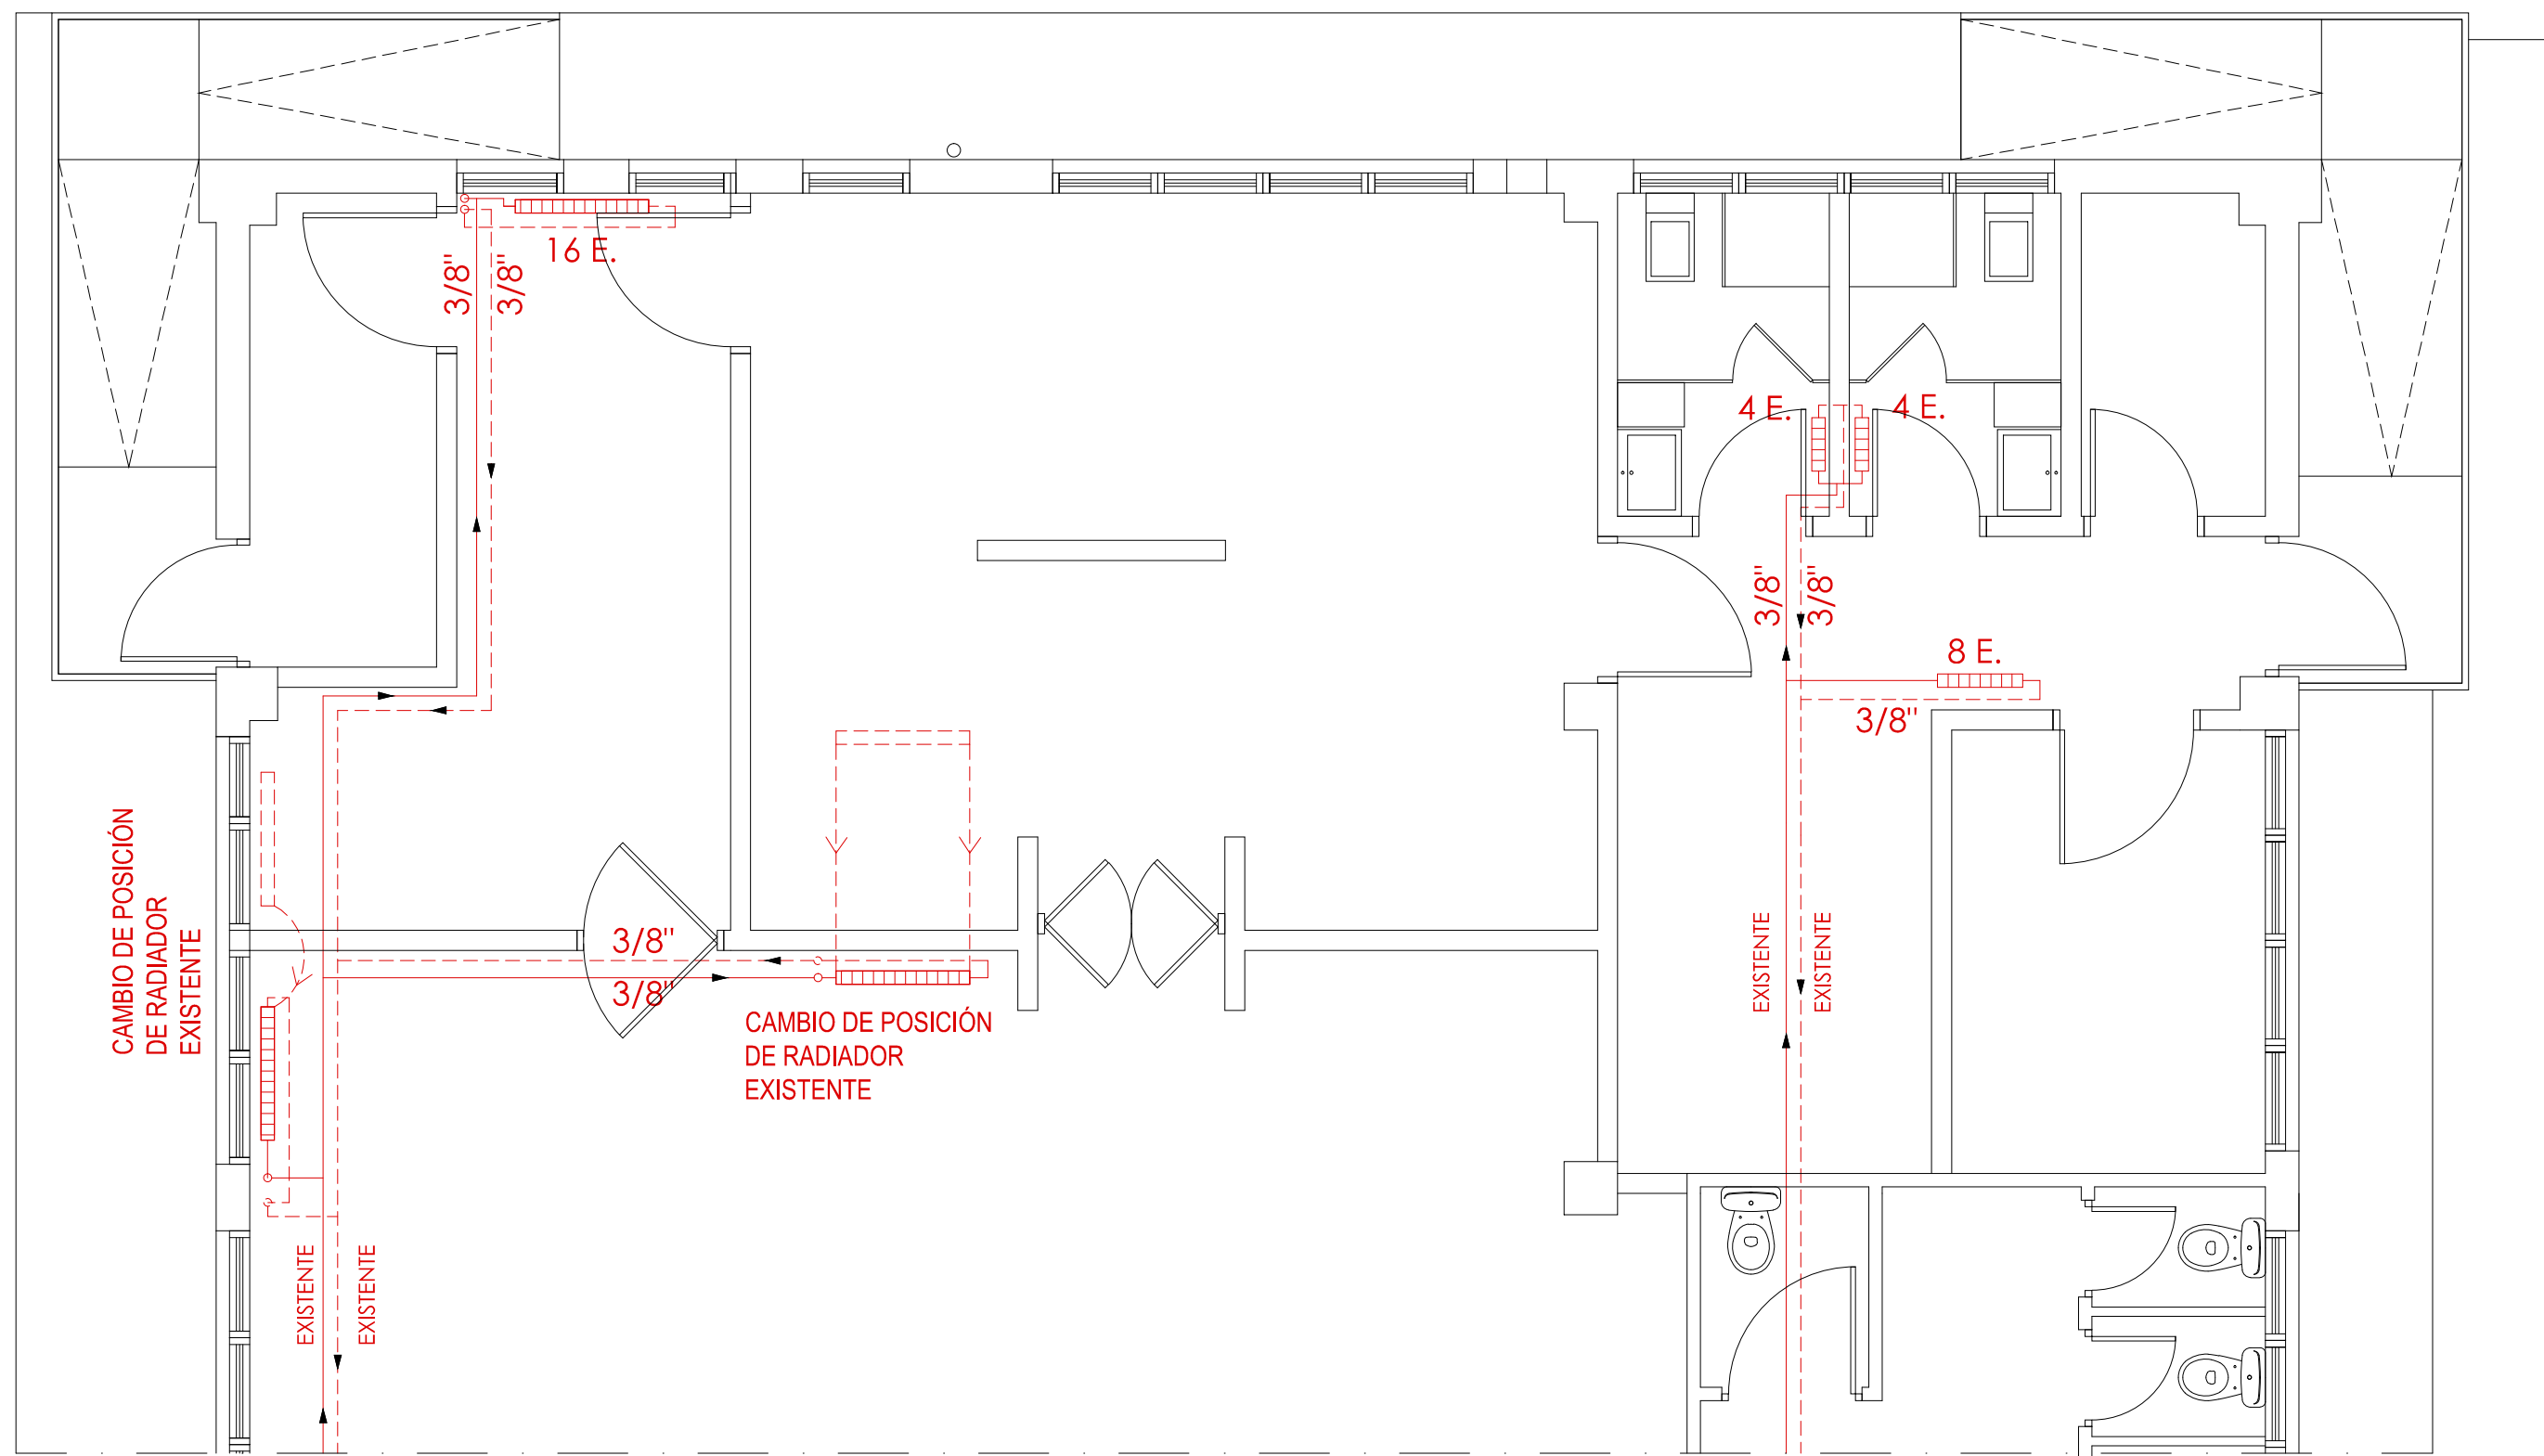 16 E.
3/8"
3/8"
4 E.
4 E.
3/8"
3/8"
8 E.
3/8"
CAMBIO DE POSICIÓN
DE RADIADOR
EXISTENTE
3/8"
3/8"
CAMBIO DE POSICIÓN
DE RADIADOR
EXISTENTE
EXISTENTE
EXISTENTE
EXISTENTE
EXISTENTE